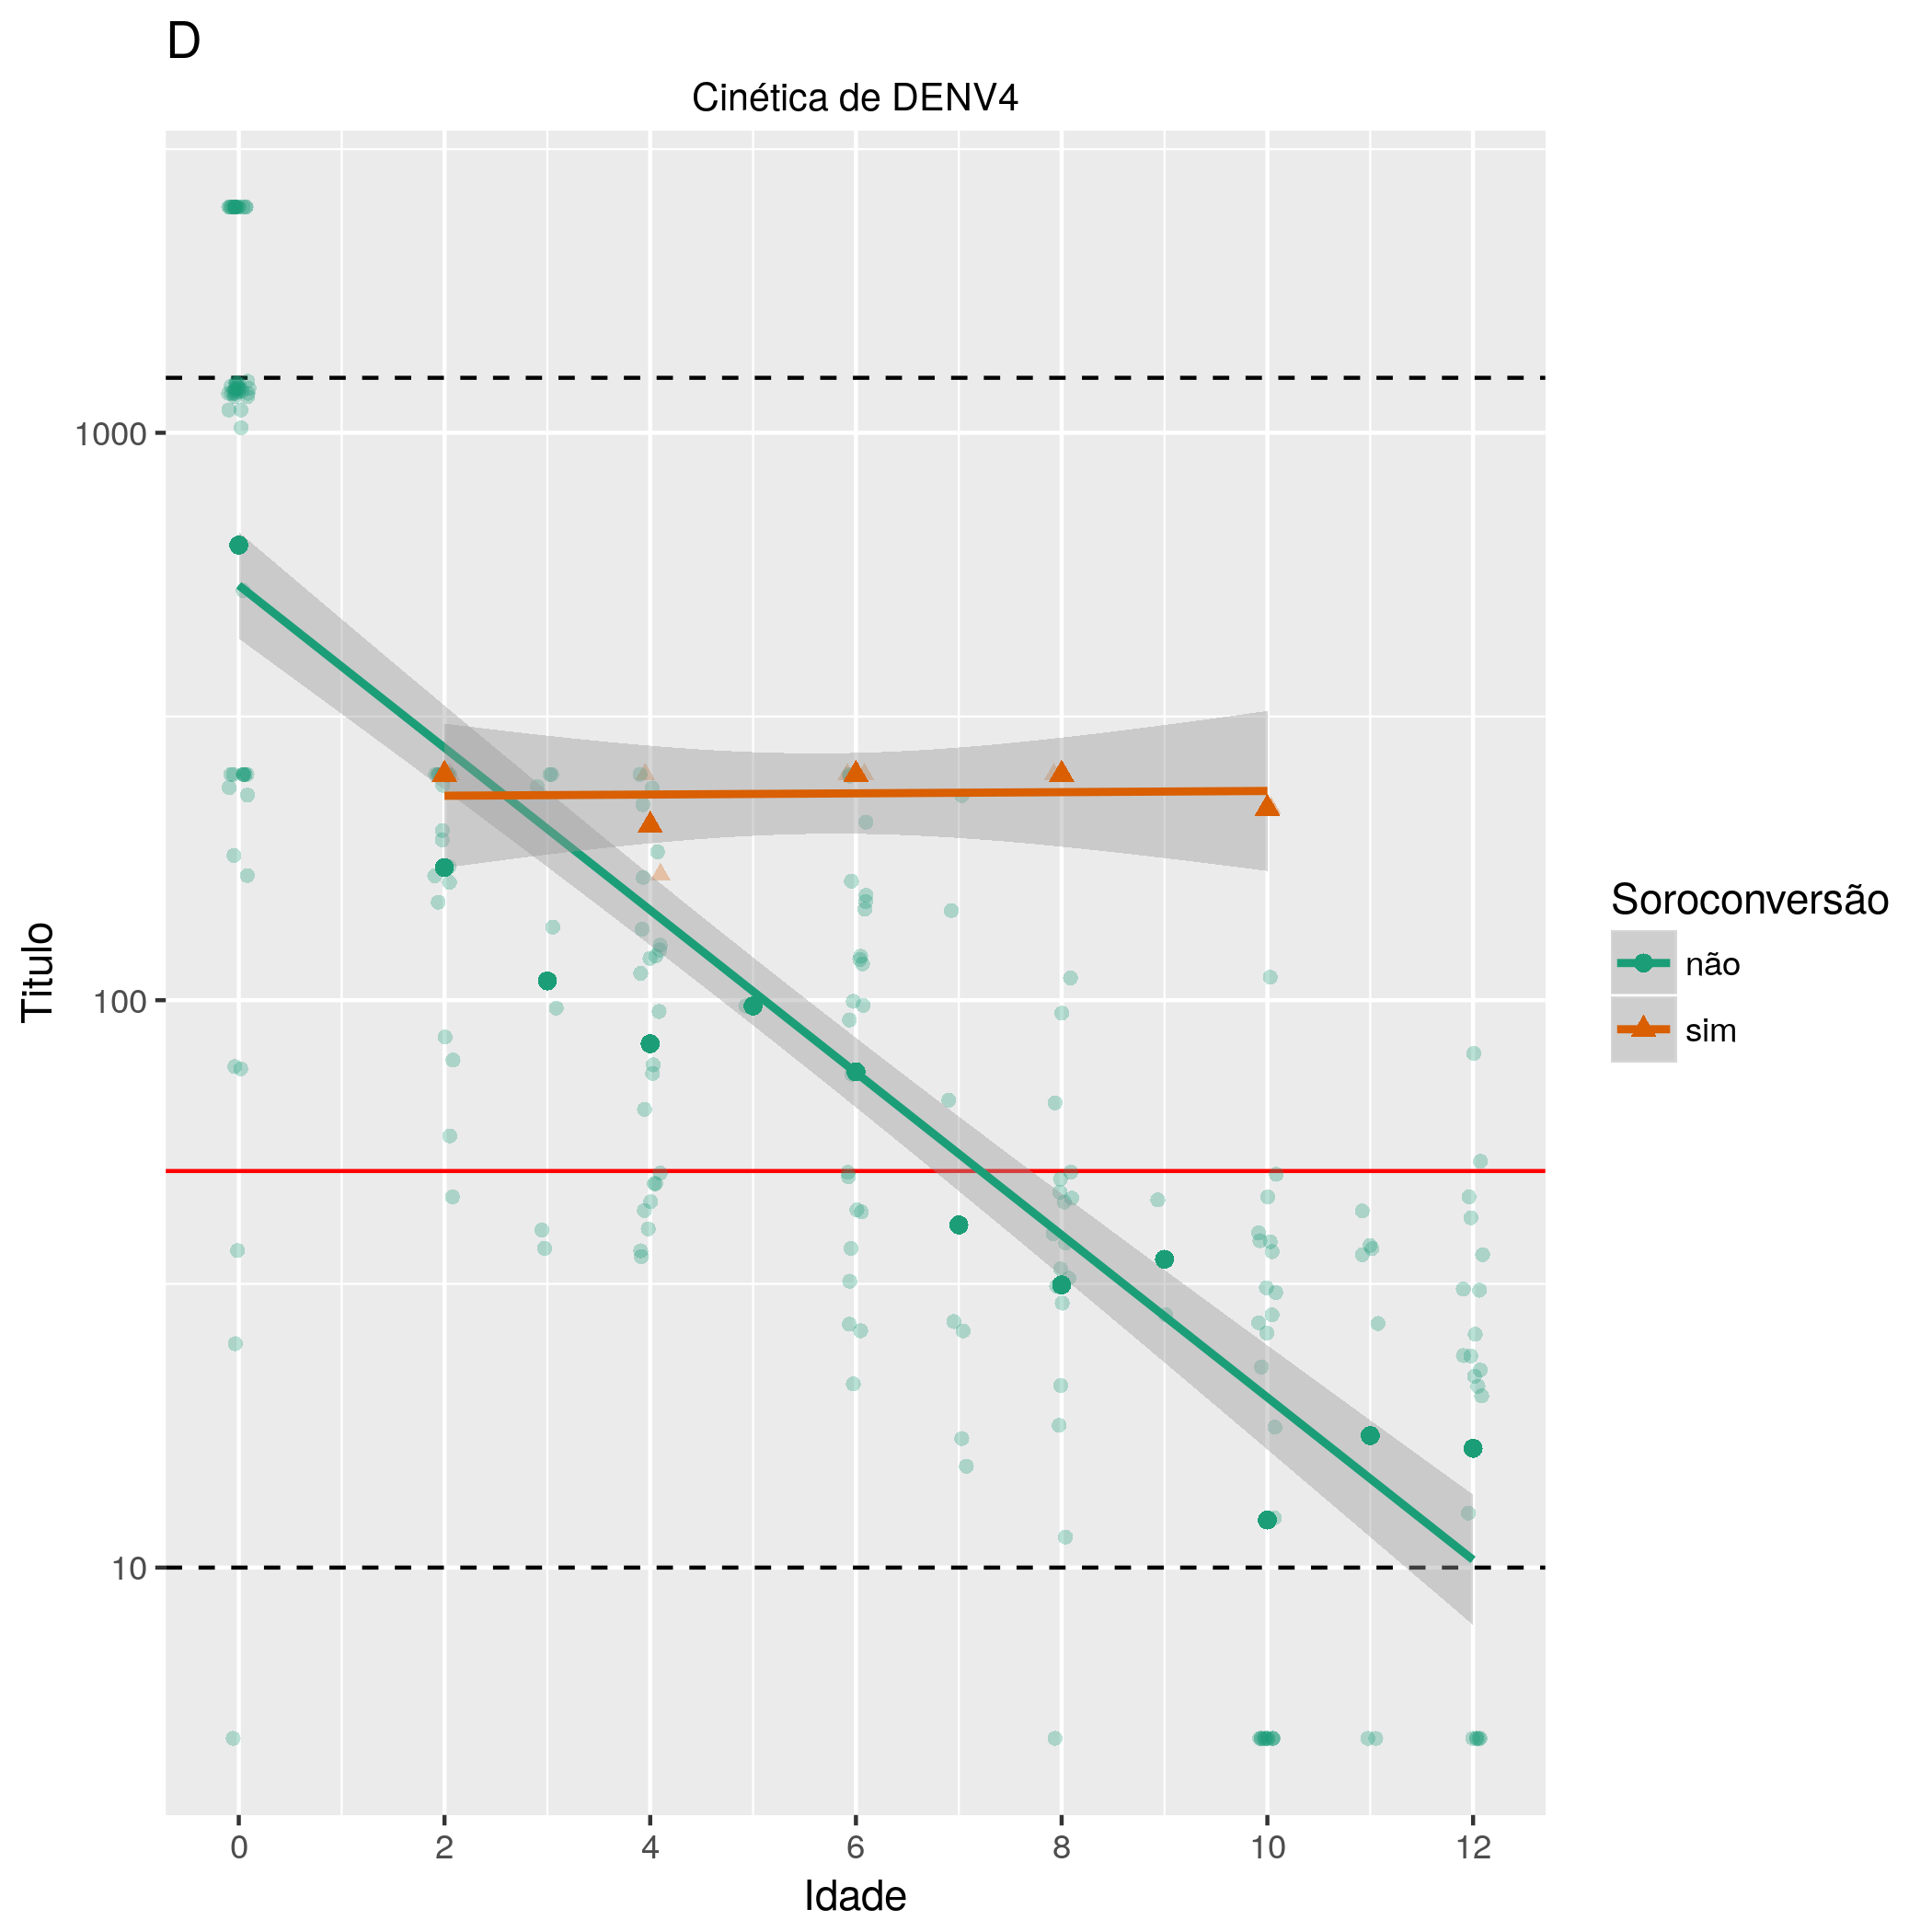 D
Cinética de DENV4
1000
100
10
Titulo
0 2 4 6 8 10 12
Idade
Soroconversão
não
sim